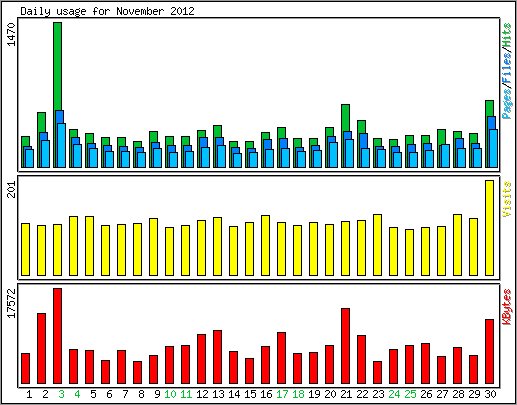 Daily usage for November 2012
1470
Pages/Files/Hits
201
Visits
17572
KBytes
1 2 3 4 5 6 7 8 9 10 11 12 13 14 15 16 17 18 19 20 21 22 23 24 25 26 27 28 29 30